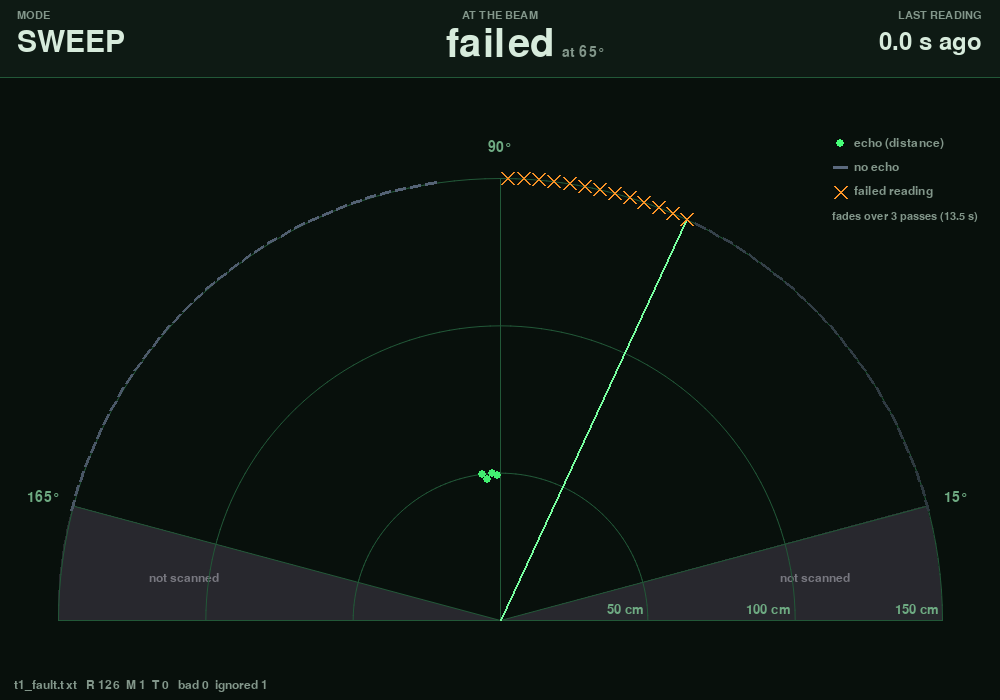 MODE
SWEEP
AT THE BEAM
failed at 65°
LAST READING
0.0 s ago
echo (distance)
no echo
failed reading
fades over 3 passes (13.5 s)
90°
165°
15°
not scanned
not scanned
50 cm
100 cm
150 cm
t1_fault.txt R 126 M 1 T 0 bad 0 ignored 1